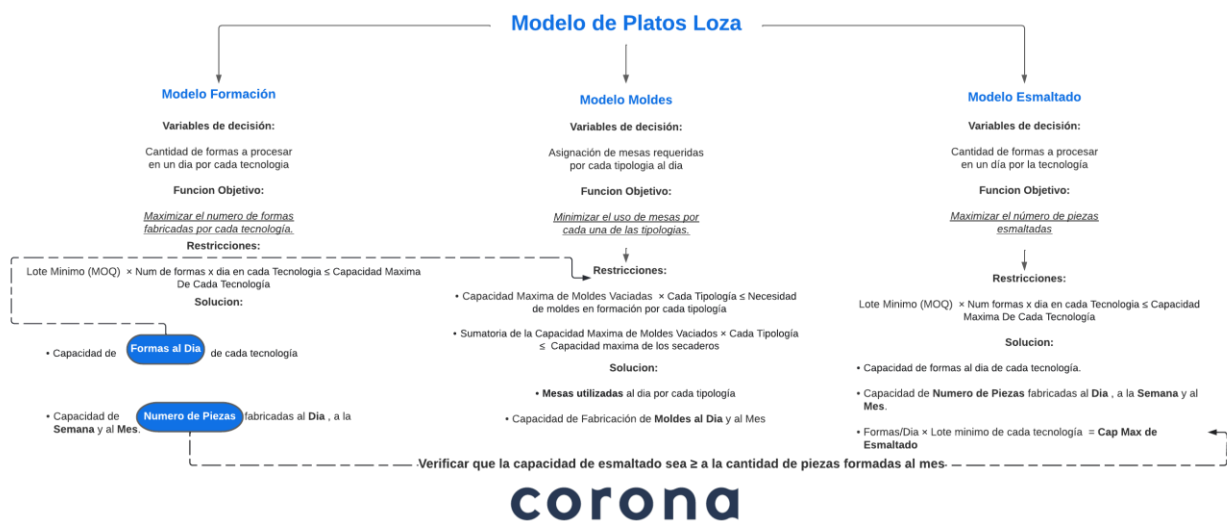 Modelo de Platos Loza
Modelo Formación
Variables de decisión:
Cantidad de formas a procesar
en un dia por cada tecnologia
Funcion Objetivo:
Maximizar el numero de formas
fabricadas por cada tecnología.
Restricciones:
Lote Minimo (MOQ) × Num de formas x dia en cada Tecnologia ≤ Capacidad Maxima
De Cada Tecnología
Solucion:
• Capacidad de Formas al Dia de cada tecnología
• Capacidad de Numero de Piezas fabricadas al Dia , a la
Semana y al Mes.
Modelo Moldes
Variables de decisión:
Asignación de mesas requeridas
por cada tipologia al dia
Funcion Objetivo:
Minimizar el uso de mesas por
cada una de las tipologias.
Restricciones:
• Capacidad Maxima de Moldes Vaciadas × Cada Tipología ≤ Necesidad
de moldes en formación por cada tipología
• Sumatoria de la Capacidad Maxima de Moldes Vaciados × Cada Tipología
≤ Capacidad maxima de los secaderos
Solucion:
• Mesas utilizadas al dia por cada tipología
• Capacidad de Fabricación de Moldes al Dia y al Mes
Modelo Esmaltado
Variables de decisión:
Cantidad de formas a procesar
en un día por la tecnología
Funcion Objetivo:
Maximizar el número de piezas
esmaltadas
Restricciones:
Lote Minimo (MOQ) × Num formas x dia en cada Tecnologia ≤ Capacidad
Maxima De Cada Tecnología
Solucion:
• Capacidad de formas al dia de cada tecnología.
• Capacidad de Numero de Piezas fabricadas al Dia , a la Semana y al
Mes.
• Formas/Dia × Lote minimo de cada tecnología = Cap Max de
Esmaltado
Verificar que la capacidad de esmaltado sea ≥ a la cantidad de piezas formadas al mes
corona